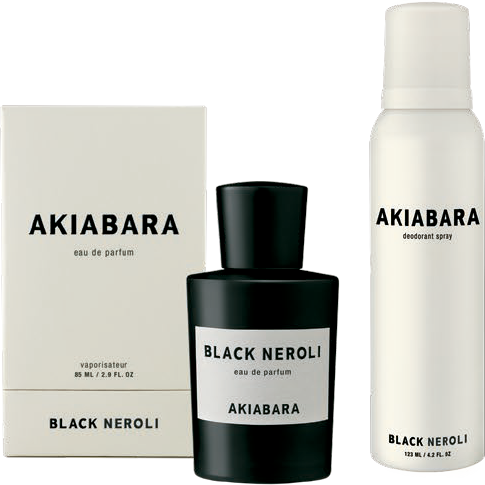 AKIABARA
eau de parfum
vaporisateur
85 ML / 2.9 FL. OZ
BLACK NEROLI
BLACK NEROLI
eau de parfum
AKIABARA
AKIABARA
deodorant spray
BLACK NEROLI
123 ML / 4.2 FL. OZ